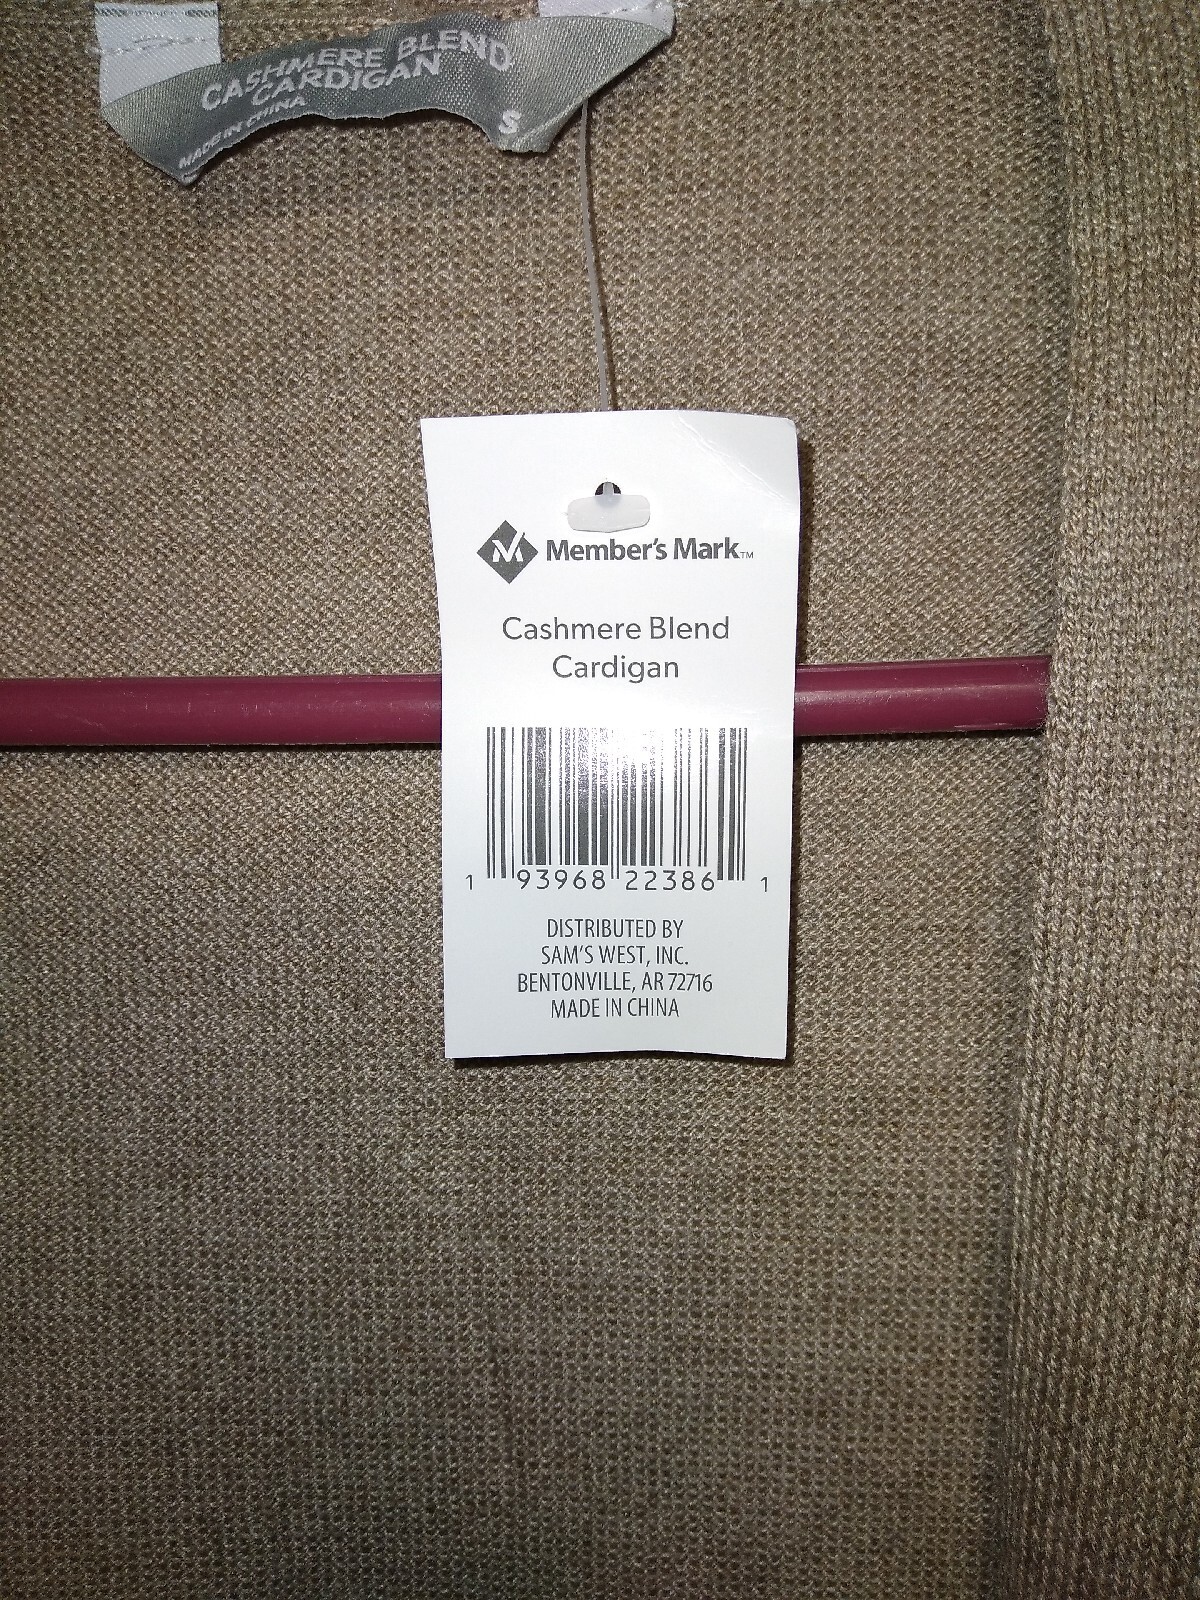 CASHMERE BLEND
CARDIGAN
MADE IN CHINA
S
Member's Mark™
Cashmere Blend
Cardigan
1 93968 22386 1
DISTRIBUTED BY
SAM'S WEST, INC.
BENTONVILLE, AR 72716
MADE IN CHINA